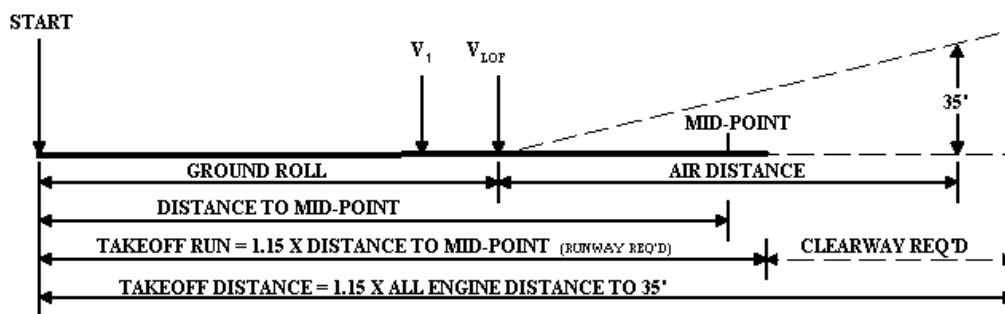 START
V1 VLOF
35'
MID-POINT
GROUND ROLL AIR DISTANCE
DISTANCE TO MID-POINT
TAKEOFF RUN = 1.15 X DISTANCE TO MID-POINT (RUNWAY REQ'D) CLEARWAY REQ'D
TAKEOFF DISTANCE = 1.15 X ALL ENGINE DISTANCE TO 35'